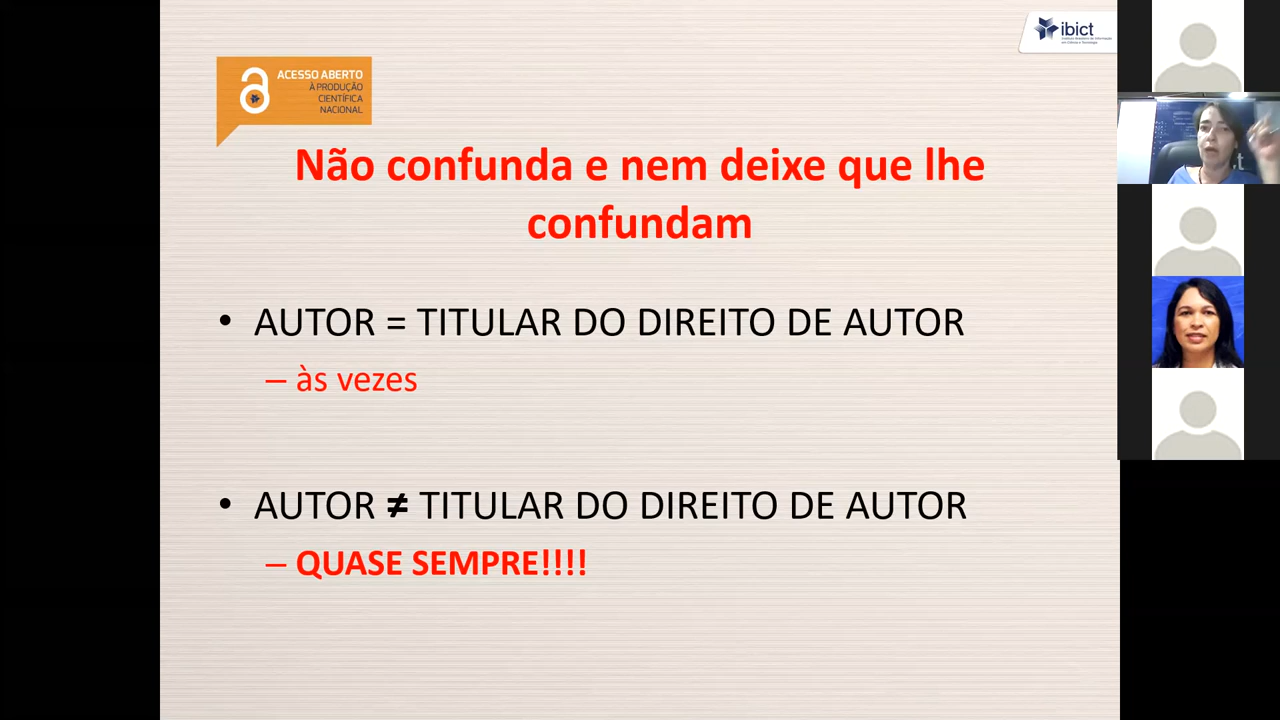 ibict
ACESSO ABERTO
À PRODUÇÃO
CIENTÍFICA
NACIONAL
Não confunda e nem deixe que lhe
confundam
• AUTOR = TITULAR DO DIREITO DE AUTOR
– às vezes
• AUTOR ≠ TITULAR DO DIREITO DE AUTOR
– QUASE SEMPRE!!!!